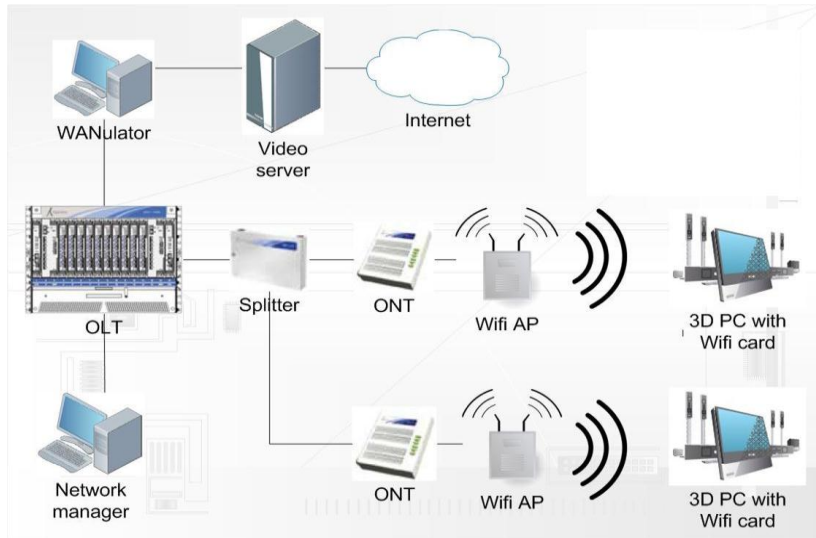 WANulator
Video
server
Internet
OLT
Splitter
ONT
Wifi AP
3D PC with
Wifi card
Network
manager
ONT
Wifi AP
3D PC with
Wifi card